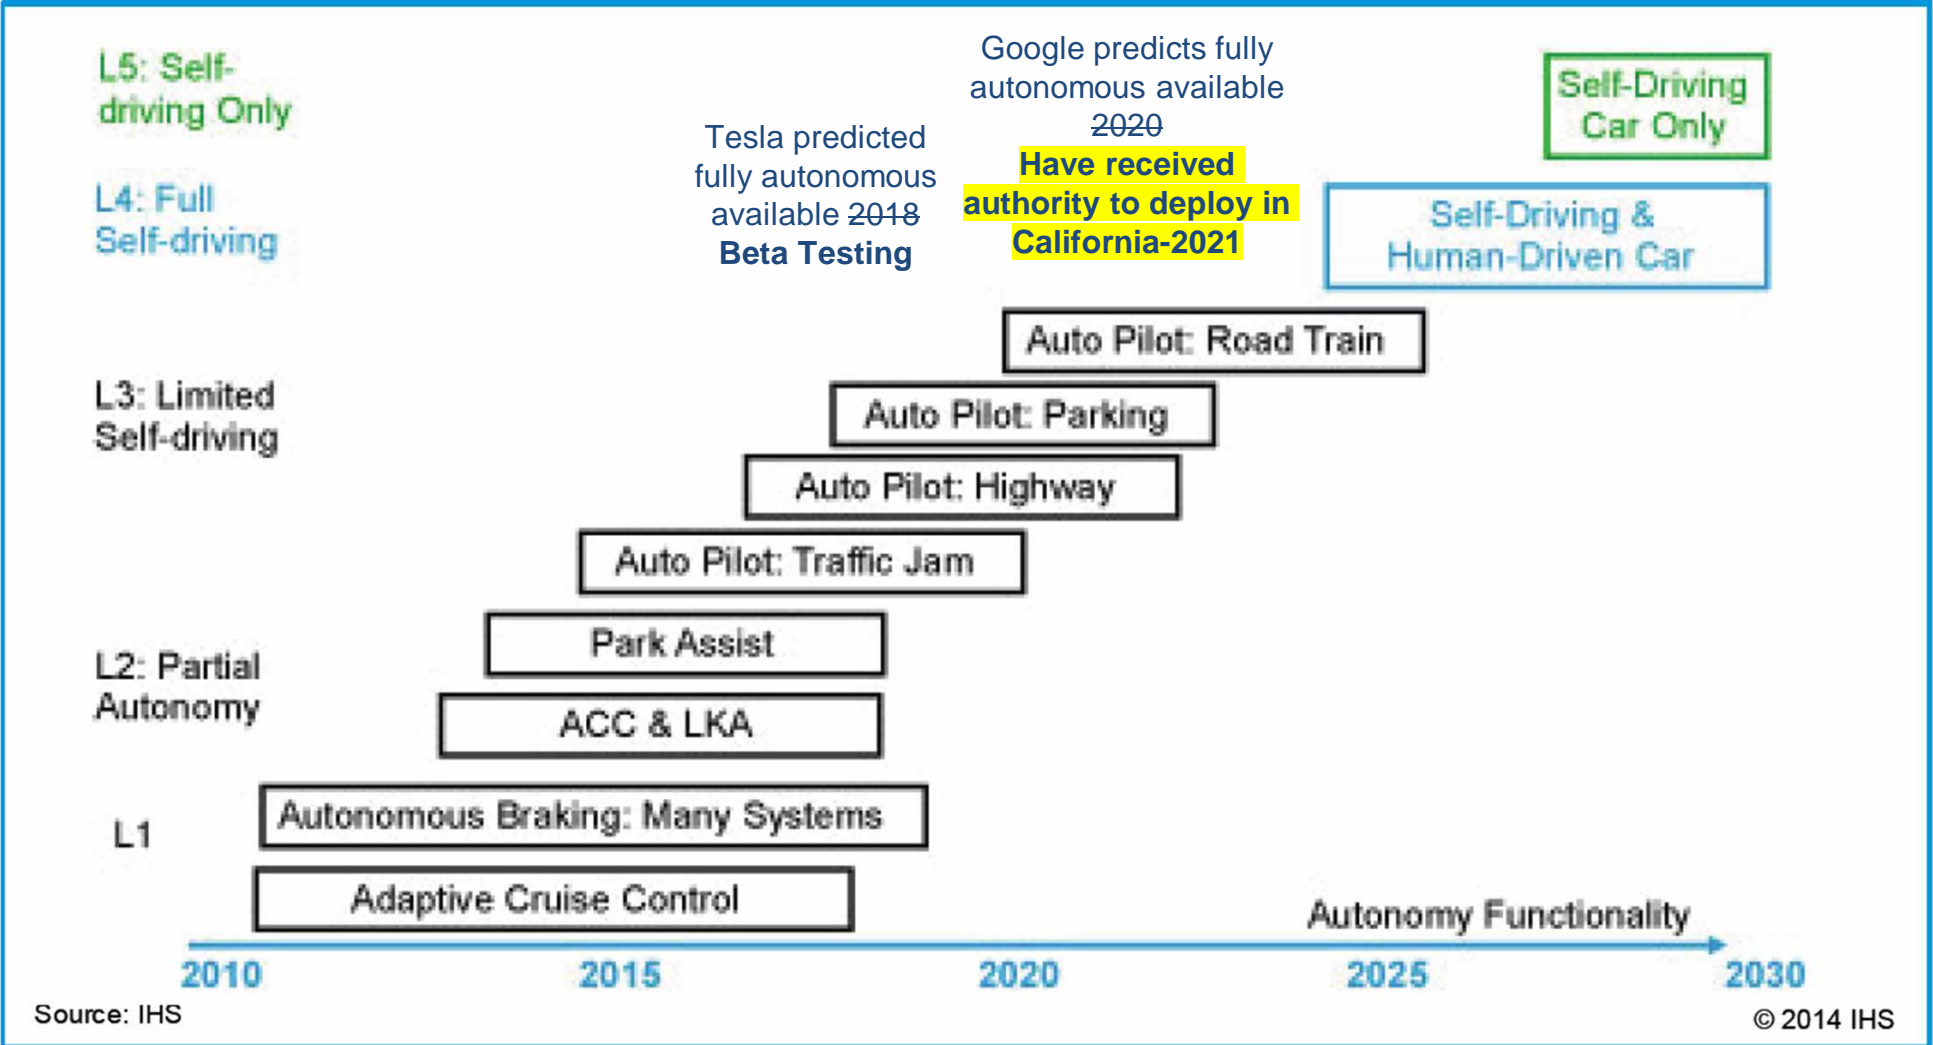 L5: Self-
driving Only
Google predicts fully
autonomous available
2020
Have received
authority to deploy in
California-2021
Self-Driving
Car Only
Tesla predicted
fully autonomous
available 2018
Beta Testing
L4: Full
Self-driving
Self-Driving &
Human-Driven Car
Auto Pilot: Road Train
L3: Limited
Self-driving
Auto Pilot: Parking
Auto Pilot: Highway
Auto Pilot: Traffic Jam
Park Assist
L2: Partial
Autonomy
ACC & LKA
Autonomous Braking: Many Systems
L1
Adaptive Cruise Control
Autonomy Functionality
2010 2015 2020 2025 2030
Source: IHS
© 2014 IHS